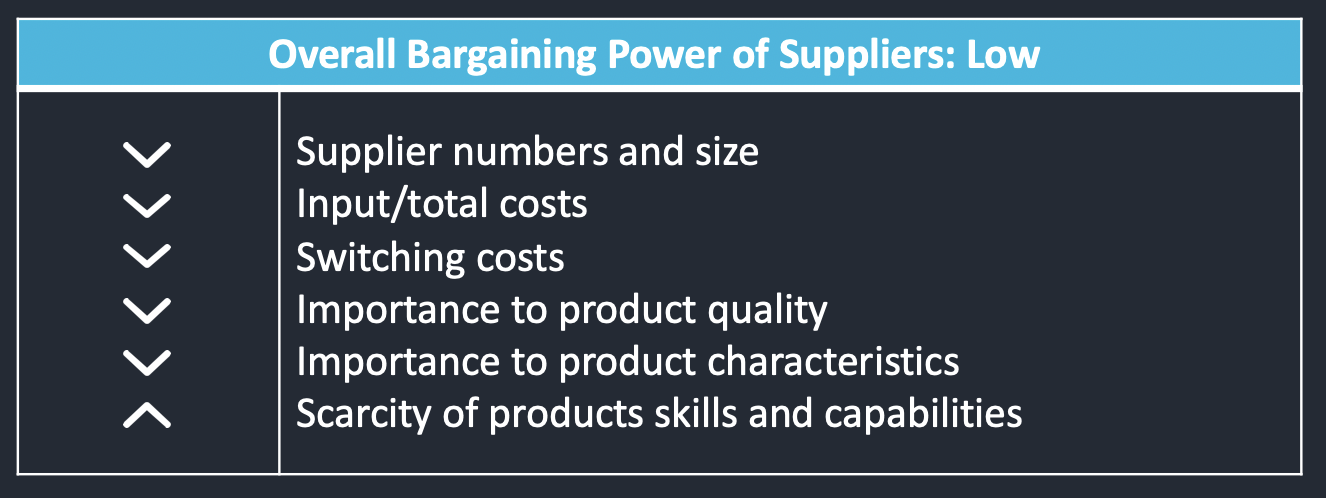 Overall Bargaining Power of Suppliers: Low
Supplier numbers and size
Input/total costs
Switching costs
Importance to product quality
Importance to product characteristics
Scarcity of products skills and capabilities